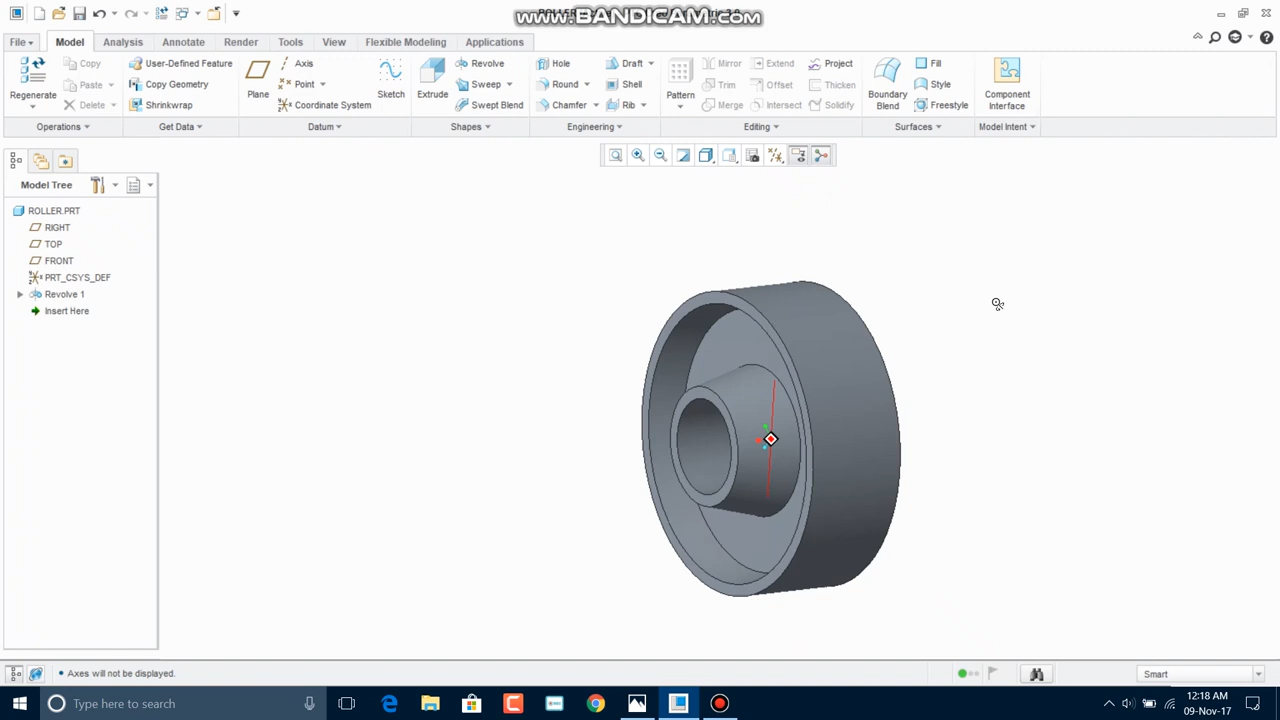 www.BANDICAM.com
File
Model
Analysis
Annotate
Render
Tools
View
Flexible Modeling
Applications
Regenerate
Copy
Paste
Delete
Operations
User-Defined Feature
Copy Geometry
Shrinkwrap
Get Data
Plane
Axis
Point
Coordinate System
Sketch
Datum
Extrude
Revolve
Sweep
Swept Blend
Shapes
Hole
Round
Chamfer
Draft
Shell
Rib
Engineering
Pattern
Mirror
Trim
Merge
Extend
Offset
Intersect
Project
Thicken
Solidify
Editing
Boundary Blend
Fill
Style
Freestyle
Surfaces
Component Interface
Model Intent
Model Tree
ROLLER.PRT
RIGHT
TOP
FRONT
PRT_CSYS_DEF
Revolve 1
Insert Here
• Axes will not be displayed.
Smart
Type here to search
12:18 AM
09-Nov-17